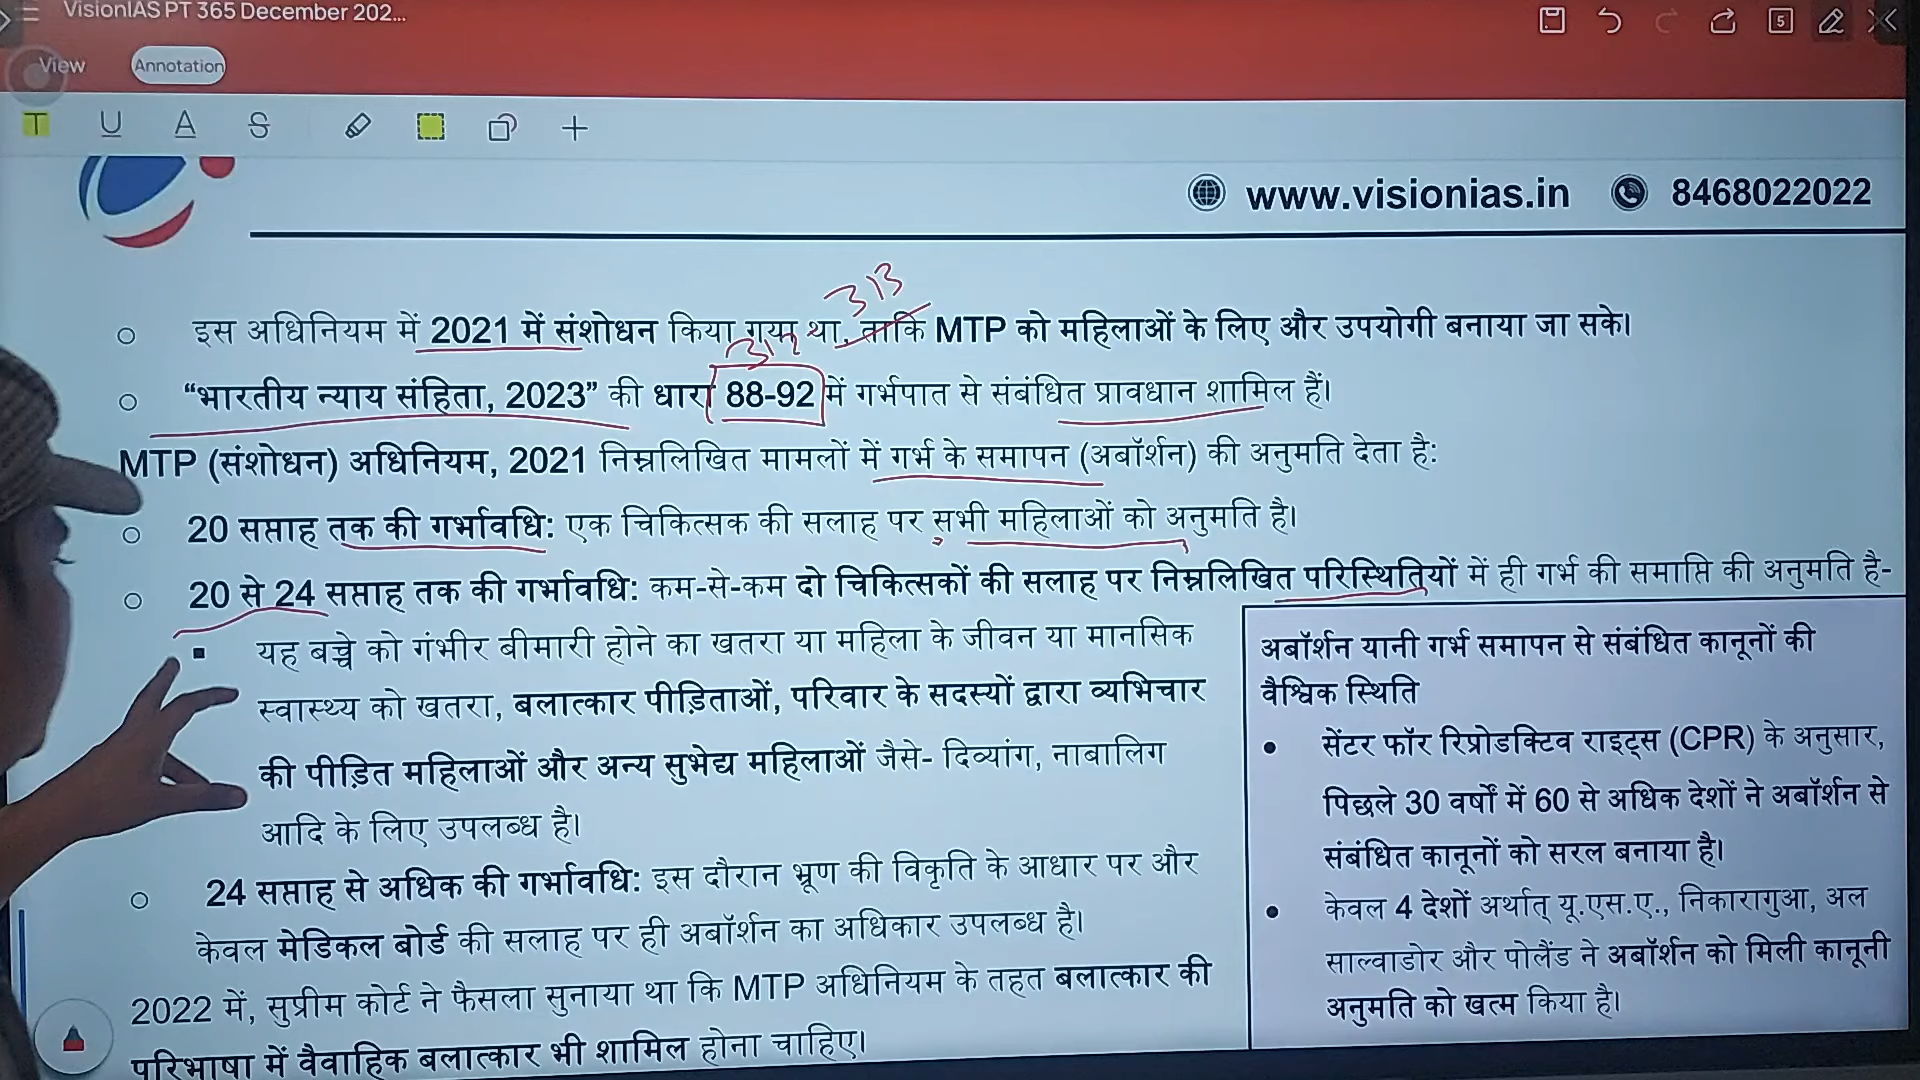 VisionIAS PT 365 December 202...
View
Annotation
T U A S
5
www.visionias.in 8468022022
313
इस अधिनियम में 2021 में संशोधन किया गया था, ताकि MTP को महिलाओं के लिए और उपयोगी बनाया जा सके।
312
“भारतीय न्याय संहिता, 2023” की धारा 88-92 में गर्भपात से संबंधित प्रावधान शामिल हैं।
MTP (संशोधन) अधिनियम, 2021 निम्नलिखित मामलों में गर्भ के समापन (अबॉर्शन) की अनुमति देता है:
20 सप्ताह तक की गर्भावधि: एक चिकित्सक की सलाह पर सभी महिलाओं को अनुमति है।
20 से 24 सप्ताह तक की गर्भावधि: कम-से-कम दो चिकित्सकों की सलाह पर निम्नलिखित परिस्थितियों में ही गर्भ की समाप्ति की अनुमति है-
यह बच्चे को गंभीर बीमारी होने का खतरा या महिला के जीवन या मानसिक
स्वास्थ्य को खतरा, बलात्कार पीड़िताओं, परिवार के सदस्यों द्वारा व्यभिचार
की पीड़ित महिलाओं और अन्य सुभेद्य महिलाओं जैसे- दिव्यांग, नाबालिग
आदि के लिए उपलब्ध है।
24 सप्ताह से अधिक की गर्भावधि: इस दौरान भ्रूण की विकृति के आधार पर और
केवल मेडिकल बोर्ड की सलाह पर ही अबॉर्शन का अधिकार उपलब्ध है।
2022 में, सुप्रीम कोर्ट ने फैसला सुनाया था कि MTP अधिनियम के तहत बलात्कार की
परिभाषा में वैवाहिक बलात्कार भी शामिल होना चाहिए।
अबॉर्शन यानी गर्भ समापन से संबंधित कानूनों की
वैश्विक स्थिति
सेंटर फॉर रिप्रोडक्टिव राइट्स (CPR) के अनुसार,
पिछले 30 वर्षों में 60 से अधिक देशों ने अबॉर्शन से
संबंधित कानूनों को सरल बनाया है।
केवल 4 देशों अर्थात् यू.एस.ए., निकारागुआ, अल
साल्वाडोर और पोलैंड ने अबॉर्शन को मिली कानूनी
अनुमति को खत्म किया है।